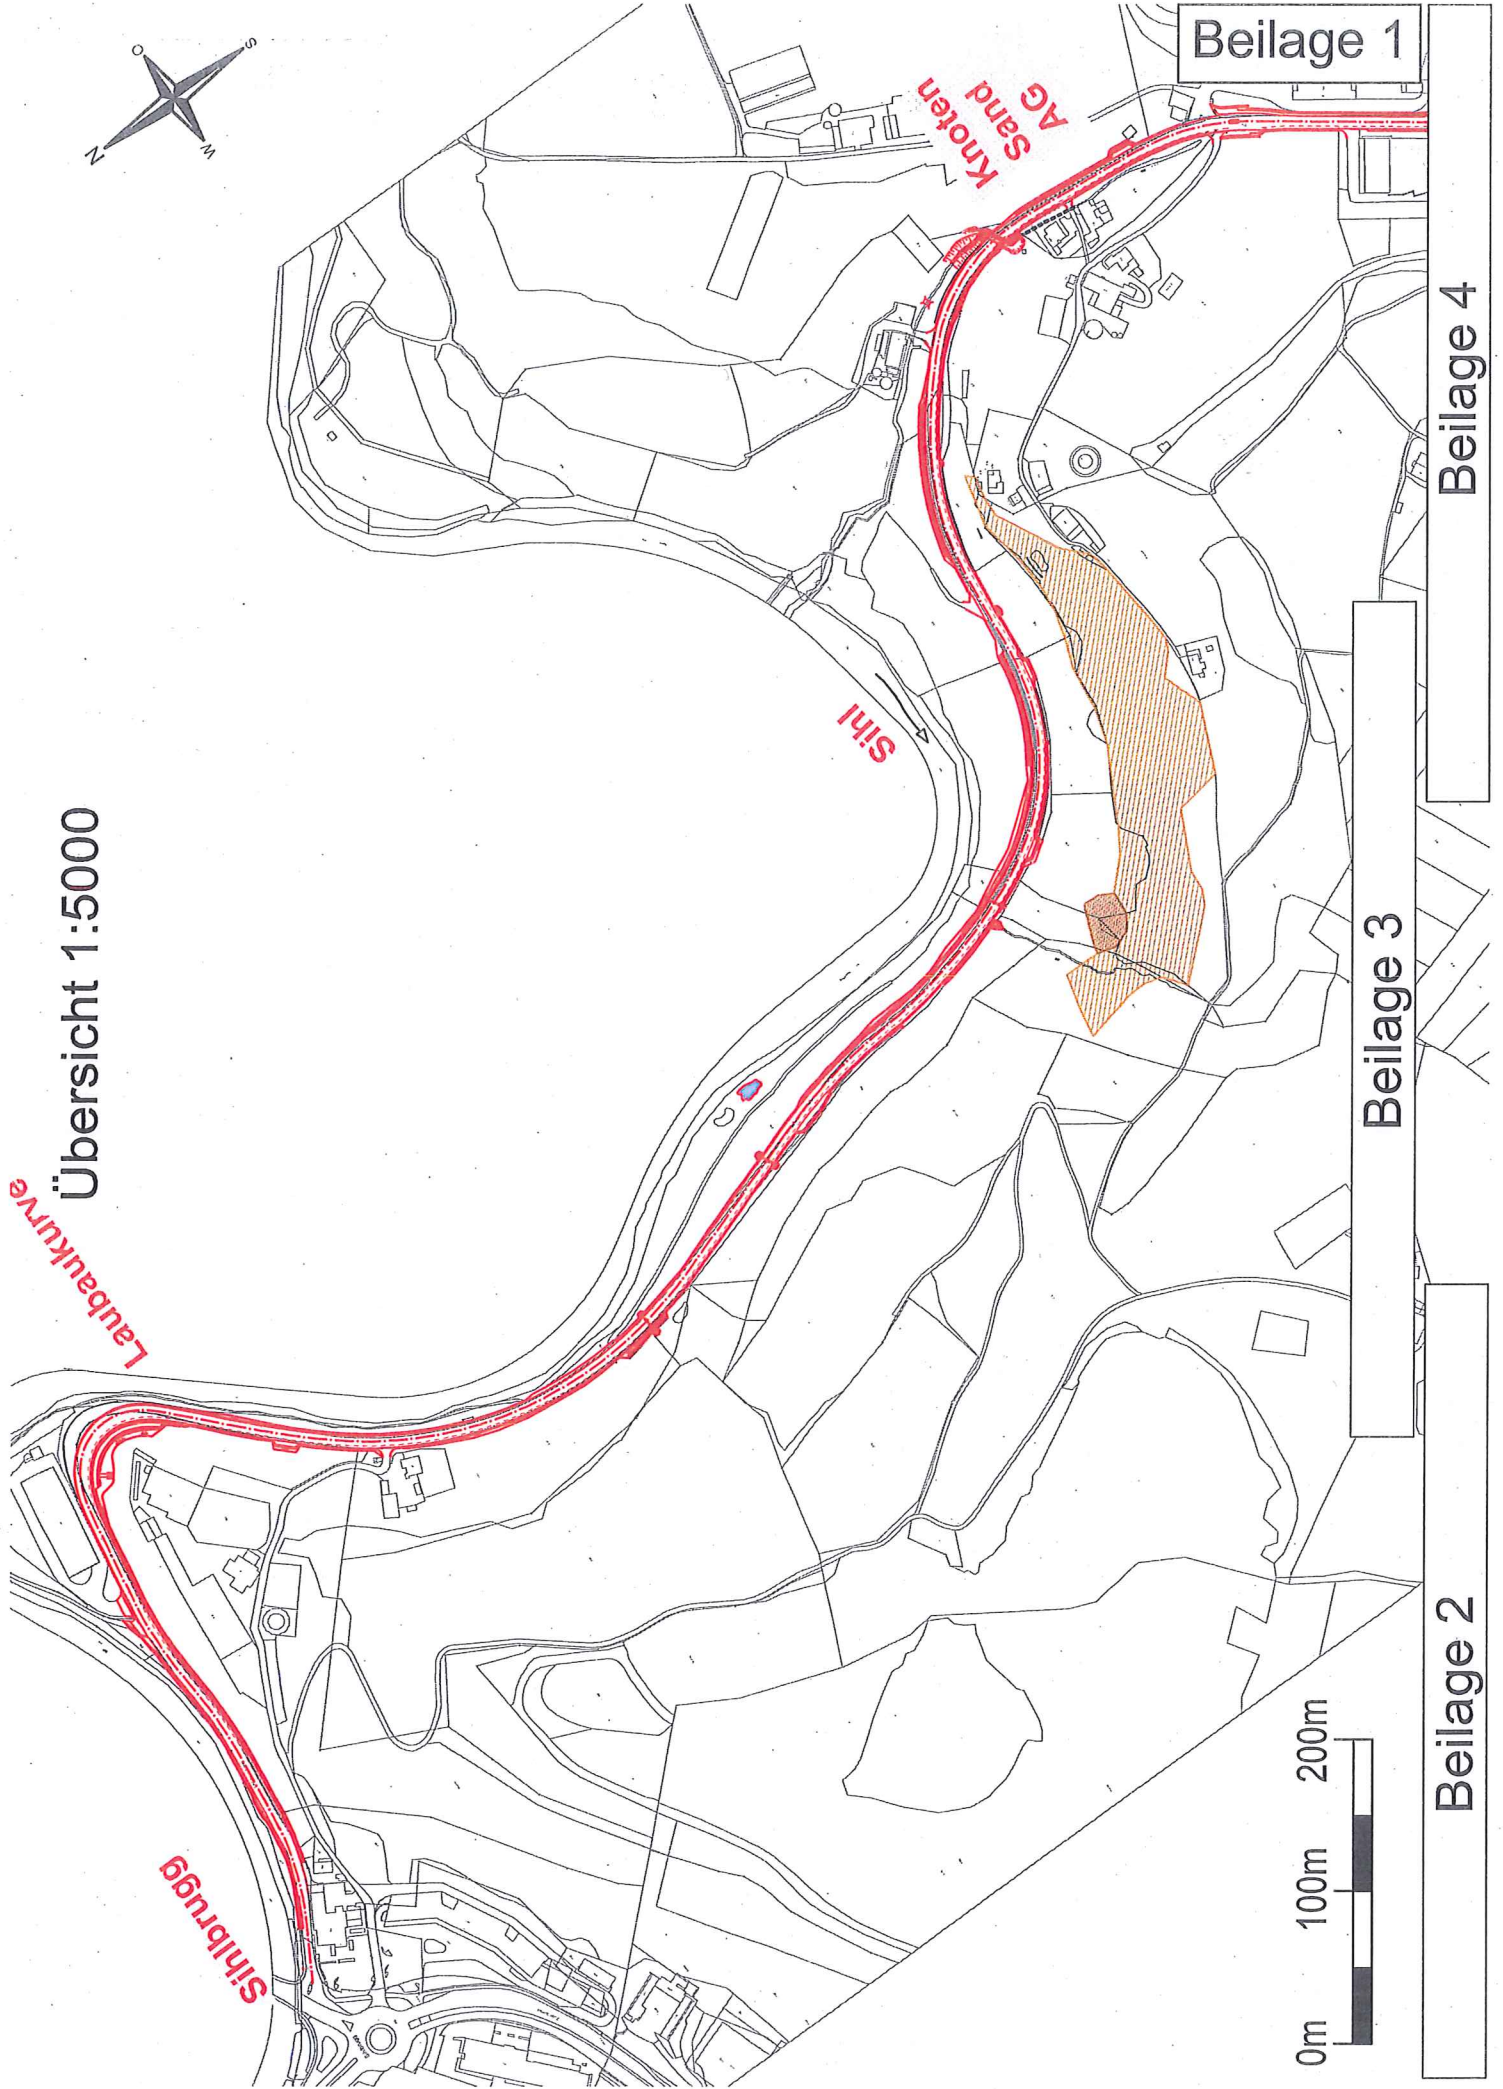 Übersicht 1:5000
Beilage 1
Beilage 4
Beilage 3
Beilage 2
Knoten
Sand
AG
Sihl
Laubaukurve
Sihlbrugg
N
O
S
W
0m
100m
200m